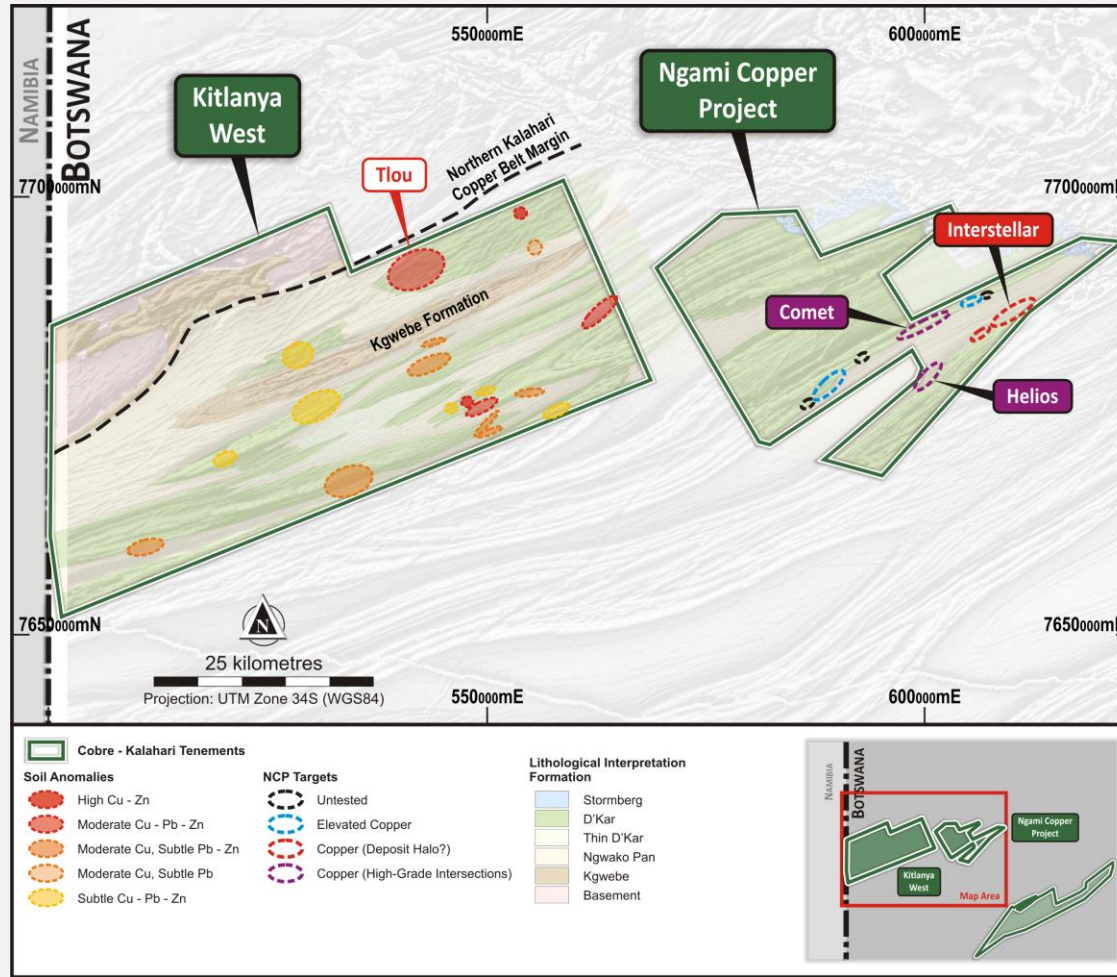 550000mE
600000mE
NAMIBIA
BOTSWANA
Kitlanya
West
Ngami Copper
Project
Northern Kalahari
Copper Belt Margin
Tlou
7700000mN
7700000mN
Interstellar
Comet
Kgwebe Formation
Helios
7650000mN
7650000mN
N
25 kilometres
Projection: UTM Zone 34S (WGS84)
550000mE
600000mE
Cobre - Kalahari Tenements
Soil Anomalies
High Cu - Zn
Moderate Cu - Pb - Zn
Moderate Cu, Subtle Pb - Zn
Moderate Cu, Subtle Pb
Subtle Cu - Pb - Zn
NCP Targets
Untested
Elevated Copper
Copper (Deposit Halo?)
Copper (High-Grade Intersections)
Lithological Interpretation
Formation
Stormberg
D'Kar
Thin D'Kar
Ngwako Pan
Kgwebe
Basement
NAMIBIA
BOTSWANA
Ngami Copper
Project
Kitlanya
West
Map Area